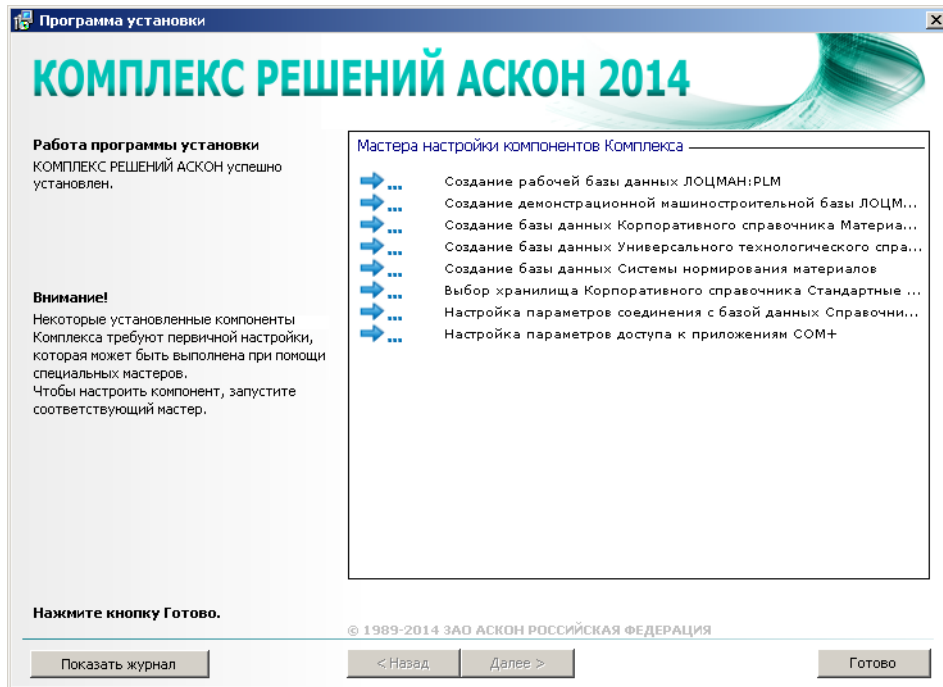 Программа установки
КОМПЛЕКС РЕШЕНИЙ АСКОН 2014
Работа программы установки
КОМПЛЕКС РЕШЕНИЙ АСКОН успешно
установлен.
Внимание!
Некоторые установленные компоненты
Комплекса требуют первичной настройки,
которая может быть выполнена при помощи
специальных мастеров.
Чтобы настроить компонент, запустите
соответствующий мастер.
Нажмите кнопку Готово.
Мастера настройки компонентов Комплекса
... Создание рабочей базы данных ЛОЦМАН:PLM
... Создание демонстрационной машиностроительной базы ЛОЦМ...
... Создание базы данных Корпоративного справочника Материа...
... Создание базы данных Универсального технологического спра...
... Создание базы данных Системы нормирования материалов
... Выбор хранилища Корпоративного справочника Стандартные ...
... Настройка параметров соединения с базой данных Справочни...
... Настройка параметров доступа к приложениям COM+
© 1989-2014 ЗАО АСКОН РОССИЙСКАЯ ФЕДЕРАЦИЯ
Показать журнал
< Назад
Далее >
Готово